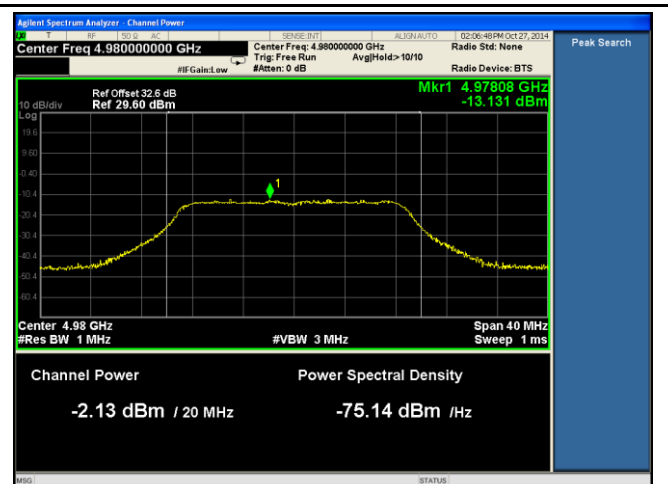 Agilent Spectrum Analyzer - Channel Power
T RF 50 Ω AC SENSE:INT ALIGN AUTO 02:06:48 PM Oct 27, 2014
Center Freq 4.980000000 GHz
Center Freq: 4.980000000 GHz
Radio Std: None
Trig: Free Run Avg|Hold:>10/10
#IFGain:Low #Atten: 0 dB Radio Device: BTS
Peak Search
Ref Offset 32.6 dB
10 dB/div Ref 29.60 dBm
Mkr1 4.97808 GHz
-13.131 dBm
Log
19.6
9.60
-0.40
-10.4
-20.4
-30.4
-40.4
-50.4
-60.4
1
Center 4.98 GHz Span 40 MHz
#Res BW 1 MHz #VBW 3 MHz Sweep 1 ms
Channel Power Power Spectral Density
-2.13 dBm / 20 MHz -75.14 dBm /Hz
MSG STATUS